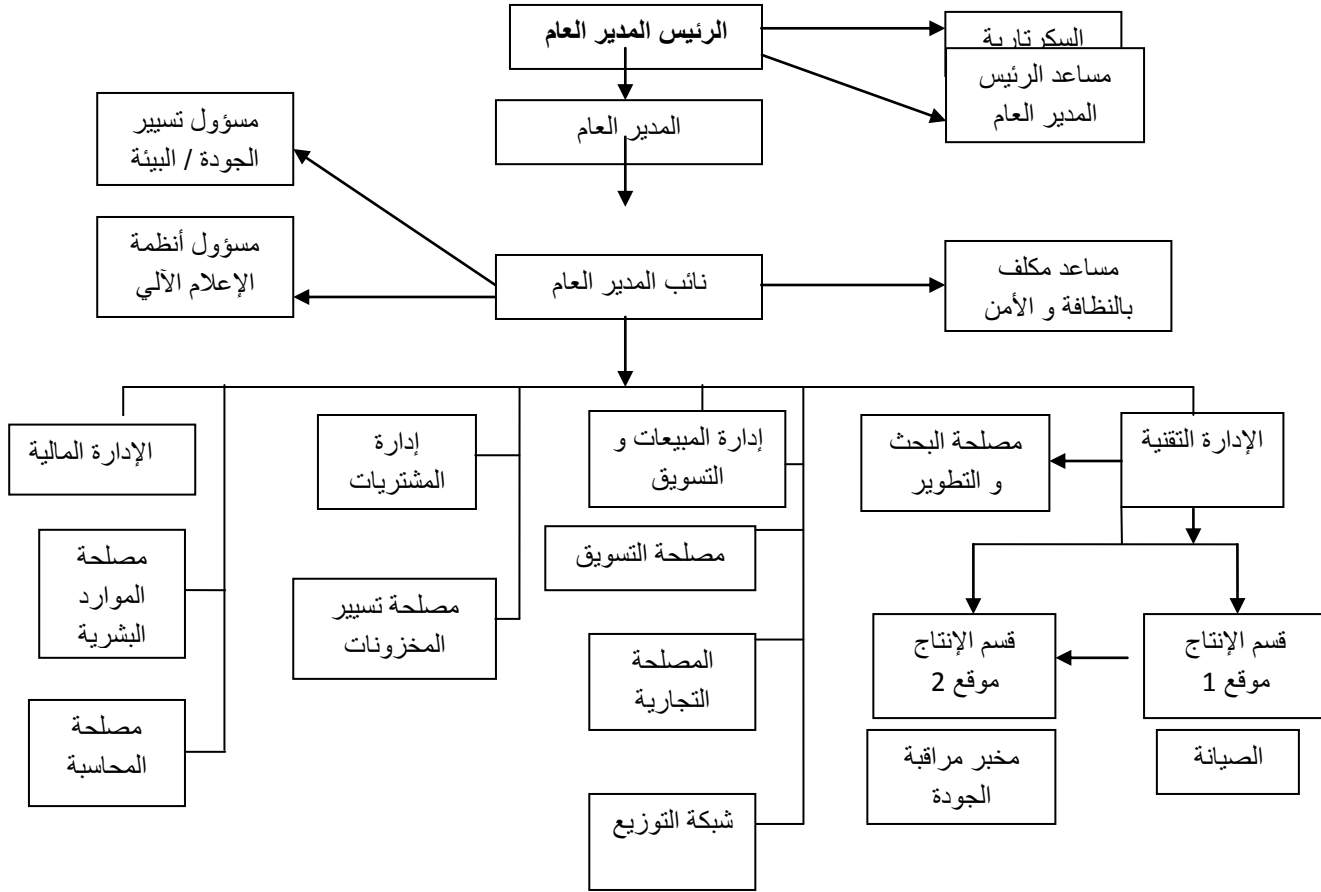 الرئيس المدير العام
السكرتارية
مساعد الرئيس
المدير العام
المدير العام
مسؤول تسيير
الجودة / البيئة
مسؤول أنظمة
الإعلام الآلي
نائب المدير العام
مساعد مكلف
بالنظافة و الأمن
الإدارة التقنية
مصلحة البحث
و التطوير
إدارة المبيعات و
التسويق
إدارة
المشتريات
الإدارة المالية
مصلحة التسويق
مصلحة
الموارد
البشرية
مصلحة تسيير
المخزونات
قسم الإنتاج
موقع 1
قسم الإنتاج
موقع 2
المصلحة
التجارية
مصلحة
المحاسبة
الصيانة
مخبر مراقبة
الجودة
شبكة التوزيع